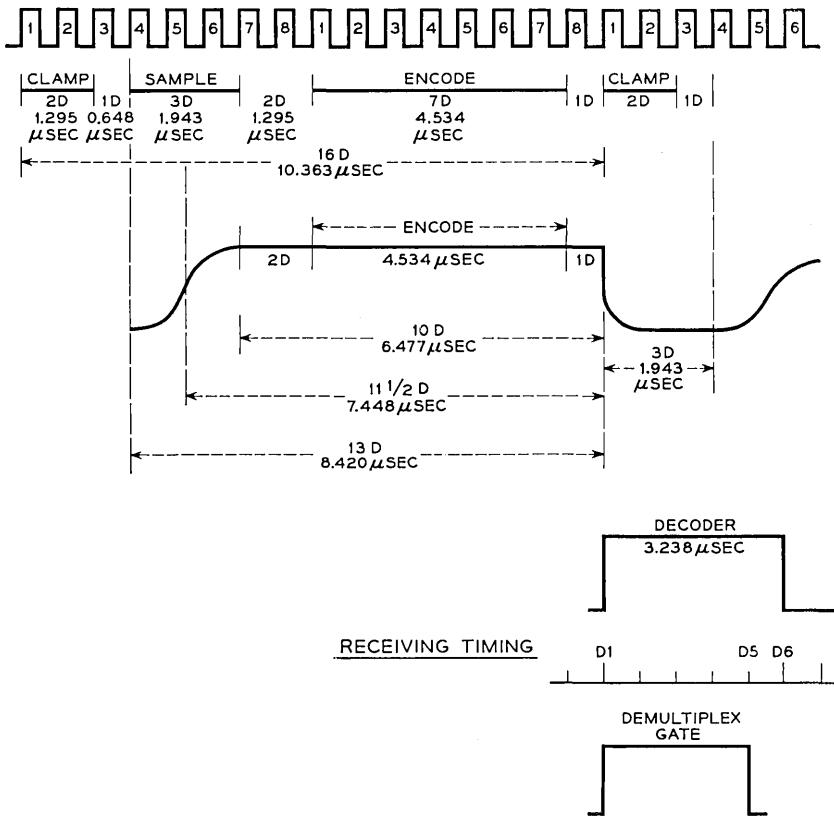 1 2 3 4 5 6 7 8 1 2 3 4 5 6 7 8 1 2 3 4 5 6
CLAMP SAMPLE ENCODE CLAMP
2D 1D 3D 2D 7D 1D 2D 1D
1.295 0.648 1.943 1.295 4.534
μSEC μSEC μSEC μSEC μSEC
16 D
10.363 μSEC
ENCODE
2D 4.534 μSEC 1D
10 D
6.477 μSEC
3D
1.943
μSEC
11 1/2 D
7.448 μSEC
13 D
8.420 μSEC
DECODER
3.238 μSEC
RECEIVING TIMING D1 D5 D6
DEMULTIPLEX
GATE